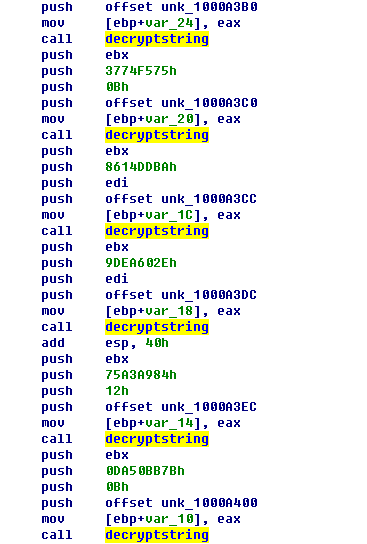 push offset unk_1000A3B0
mov [ebp+var_24], eax
call decryptstring
push ebx
push 3774F575h
push 0Bh
push offset unk_1000A3C0
mov [ebp+var_20], eax
call decryptstring
push ebx
push 8614DDBAh
push edi
push offset unk_1000A3CC
mov [ebp+var_1C], eax
call decryptstring
push ebx
push 9DEA602Eh
push edi
push offset unk_1000A3DC
mov [ebp+var_18], eax
call decryptstring
add esp, 40h
push ebx
push 75A3A984h
push 12h
push offset unk_1000A3EC
mov [ebp+var_14], eax
call decryptstring
push ebx
push 0DA50BB7Bh
push 0Bh
push offset unk_1000A400
mov [ebp+var_10], eax
call decryptstring